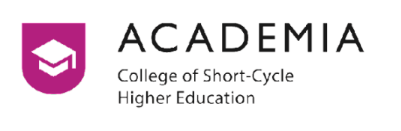 ACADEMIA
College of Short-Cycle
Higher Education